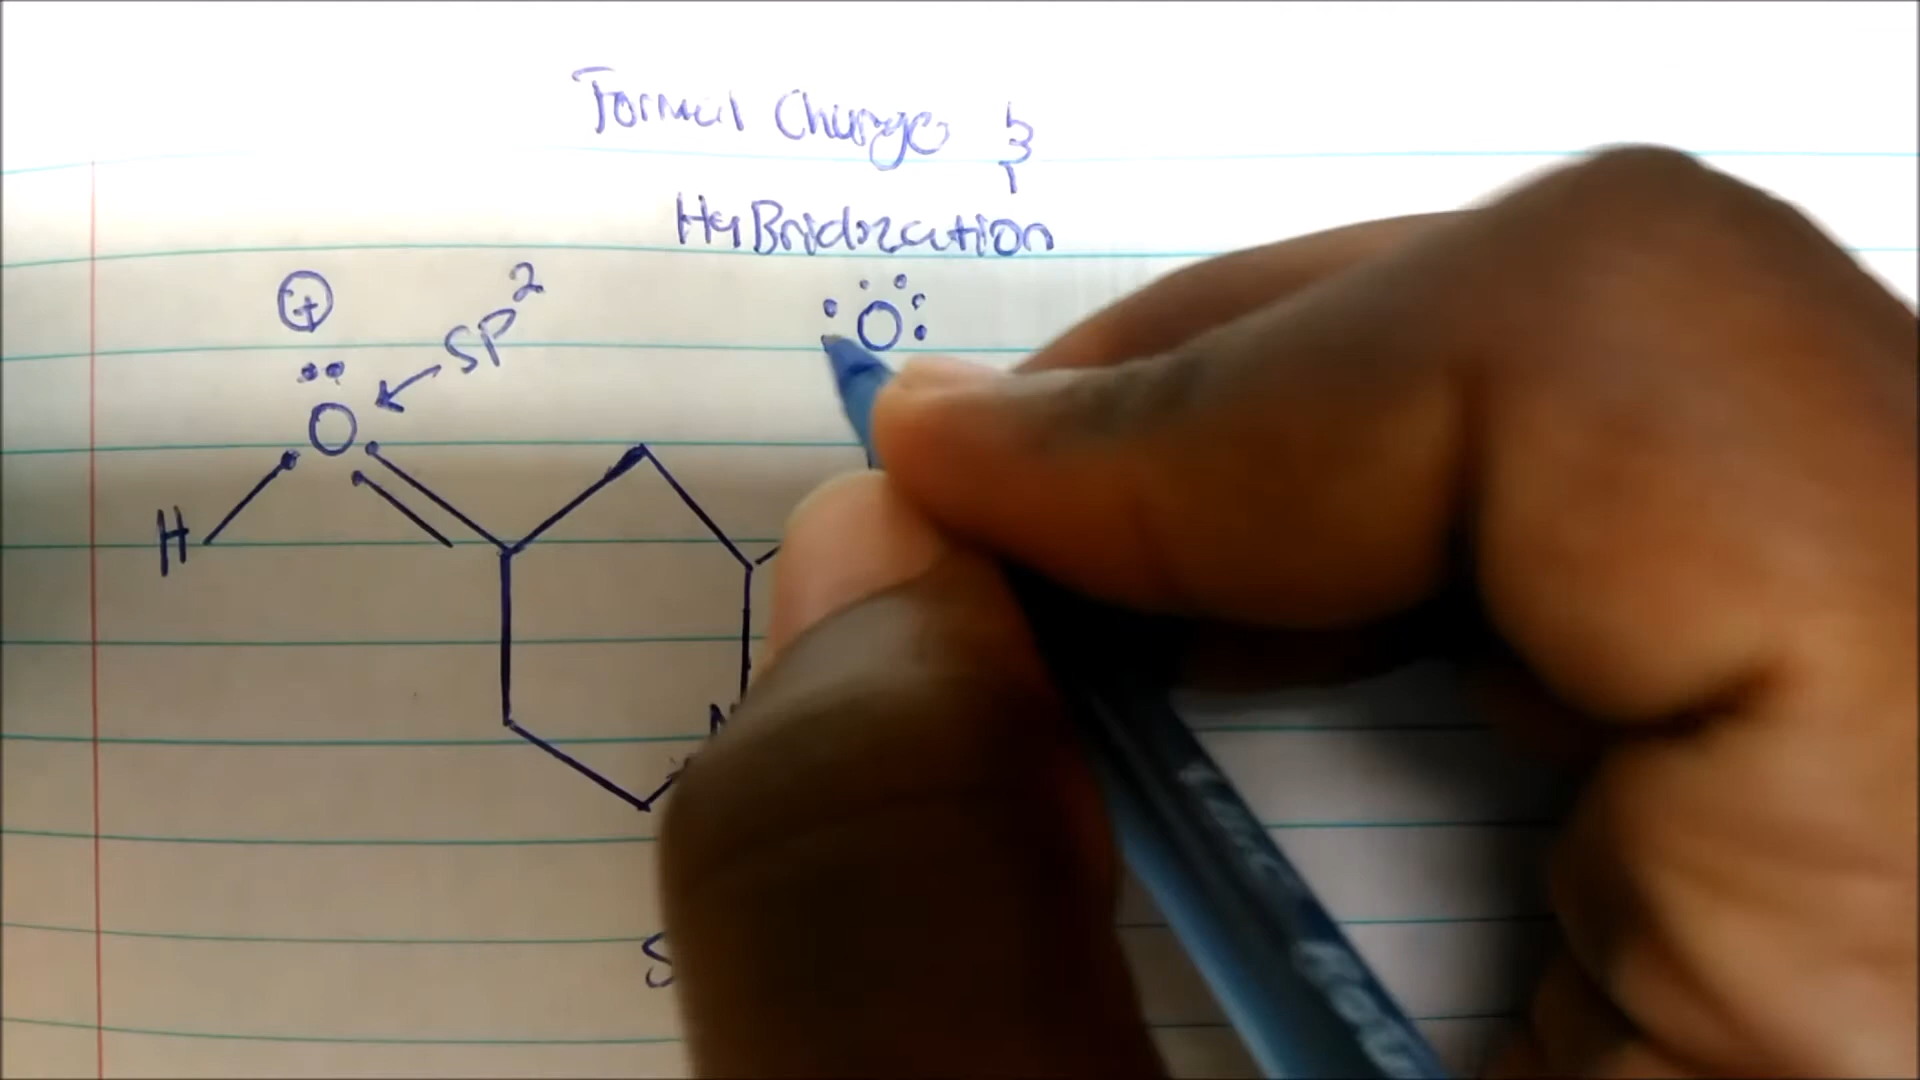 Formal Charge &
HyBridization
+
SP2
O
O
H
N
S